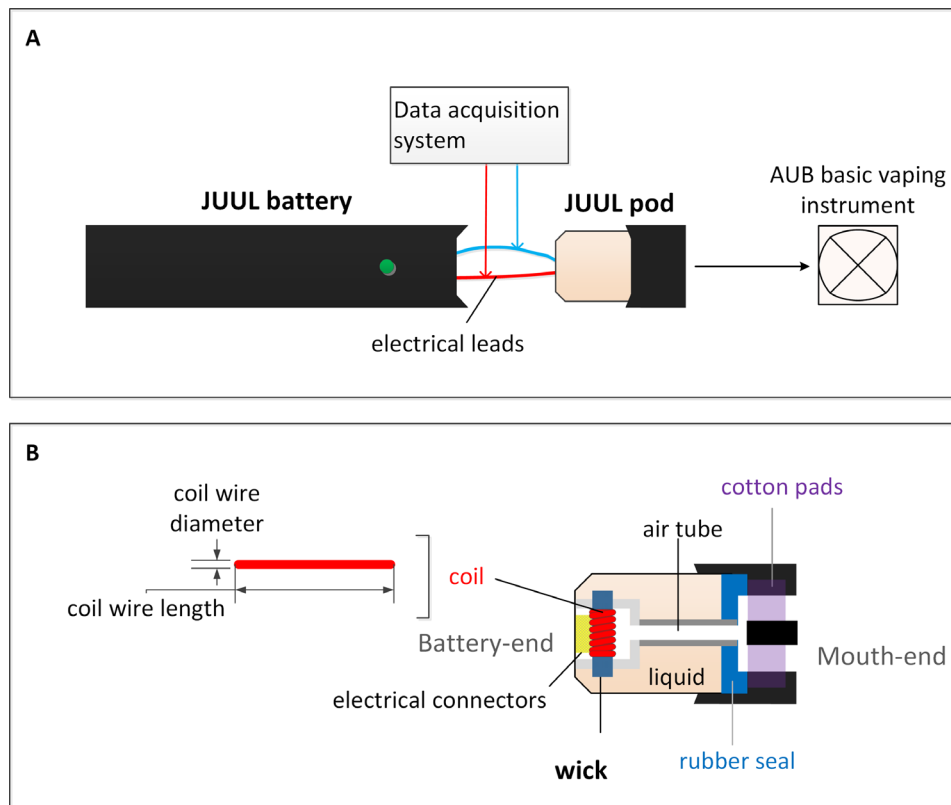 A
Data acquisition
system
JUUL battery
JUUL pod
AUB basic vaping
instrument
electrical leads
B
coil wire
diameter
coil wire length
coil
Battery-end
electrical connectors
wick
air tube
liquid
cotton pads
Mouth-end
rubber seal